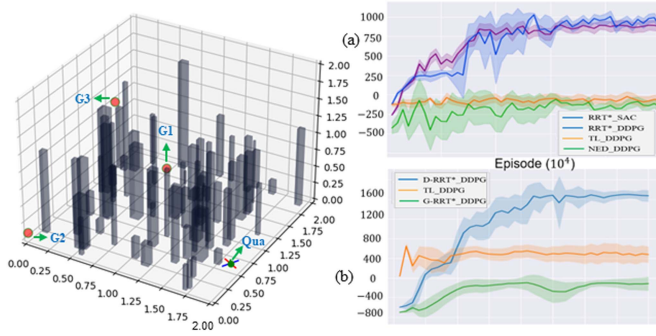 G3
G1
G2
Qua
2.00
1.75
1.50
1.25
1.00
0.75
0.50
0.25
0.00
0.00
0.25
0.50
0.75
1.00
1.25
1.50
1.75
2.00
0.00
0.25
0.50
0.75
1.00
1.25
1.50
1.75
2.00
(a)
1000
750
500
250
0
-250
-500
RRT*_SAC
RRT*_DDPG
TL_DDPG
NED_DDPG
Episode (10⁴)
(b)
1600
1200
800
400
0
-400
-800
D-RRT*_DDPG
TL_DDPG
G-RRT*_DDPG